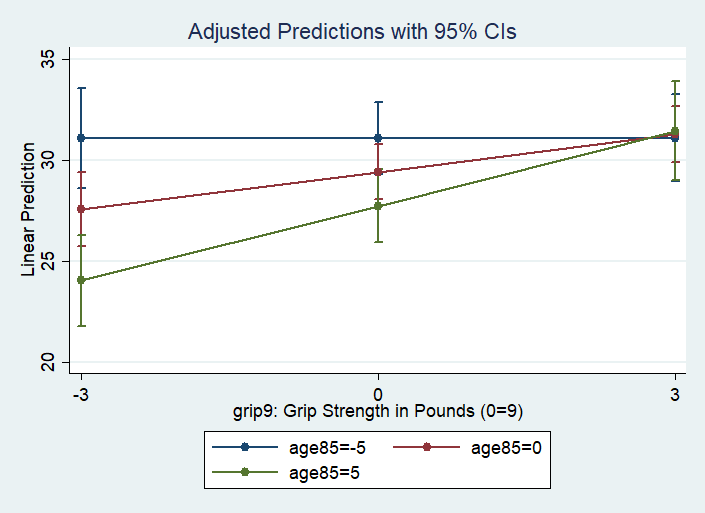 Adjusted Predictions with 95% CIs
Linear Prediction
35
30
25
20
-3 0 3
grip9: Grip Strength in Pounds (0=9)
age85=-5 age85=0
age85=5